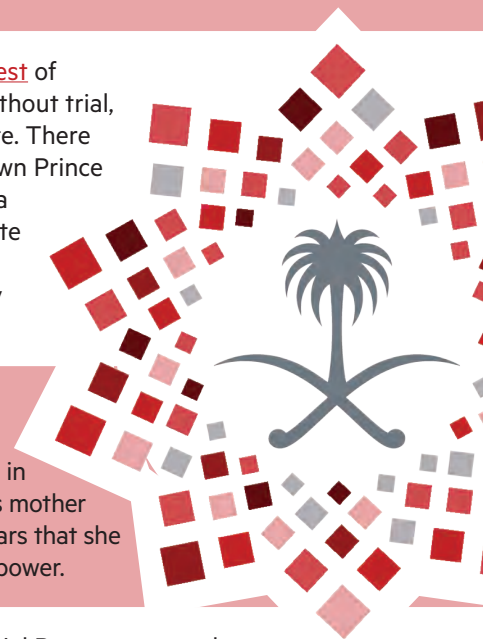 est of
thout trial,
e. There
wn Prince
a
te
in
s mother
ars that she
power.